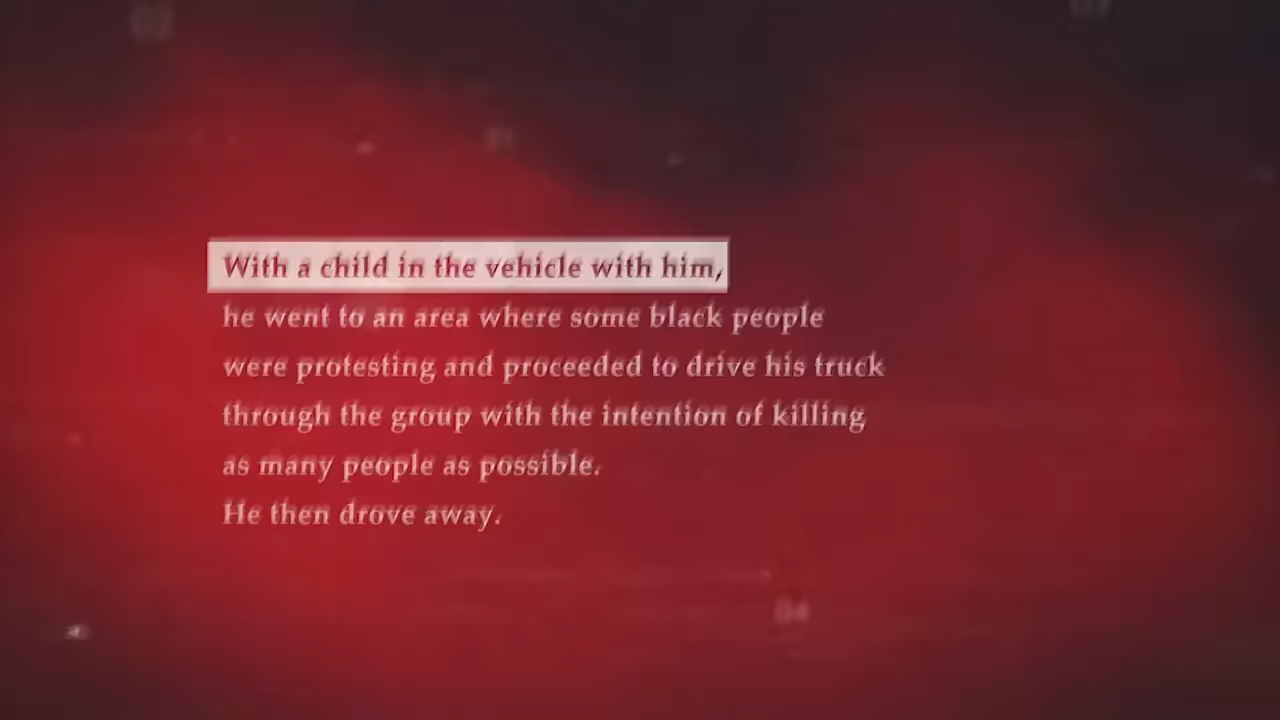 With a child in the vehicle with him,
he went to an area where some black people
were protesting and proceeded to drive his truck
through the group with the intention of killing
as many people as possible.
He then drove away.
04